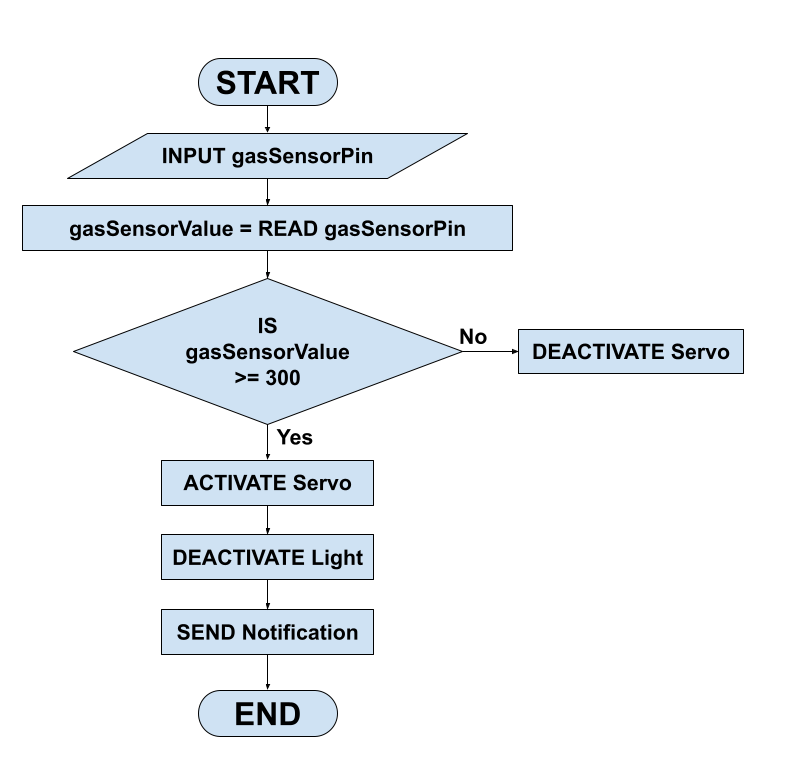 START
INPUT gasSensorPin
gasSensorValue = READ gasSensorPin
IS
gasSensorValue
>= 300
No
DEACTIVATE Servo
Yes
ACTIVATE Servo
DEACTIVATE Light
SEND Notification
END